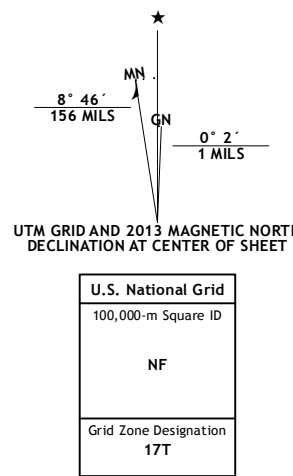 ★
MN
8° 46´
156 MILS
GN
0° 2´
1 MILS
UTM GRID AND 2013 MAGNETIC NORTH
DECLINATION AT CENTER OF SHEET
U.S. National Grid
100,000-m Square ID
NF
Grid Zone Designation
17T